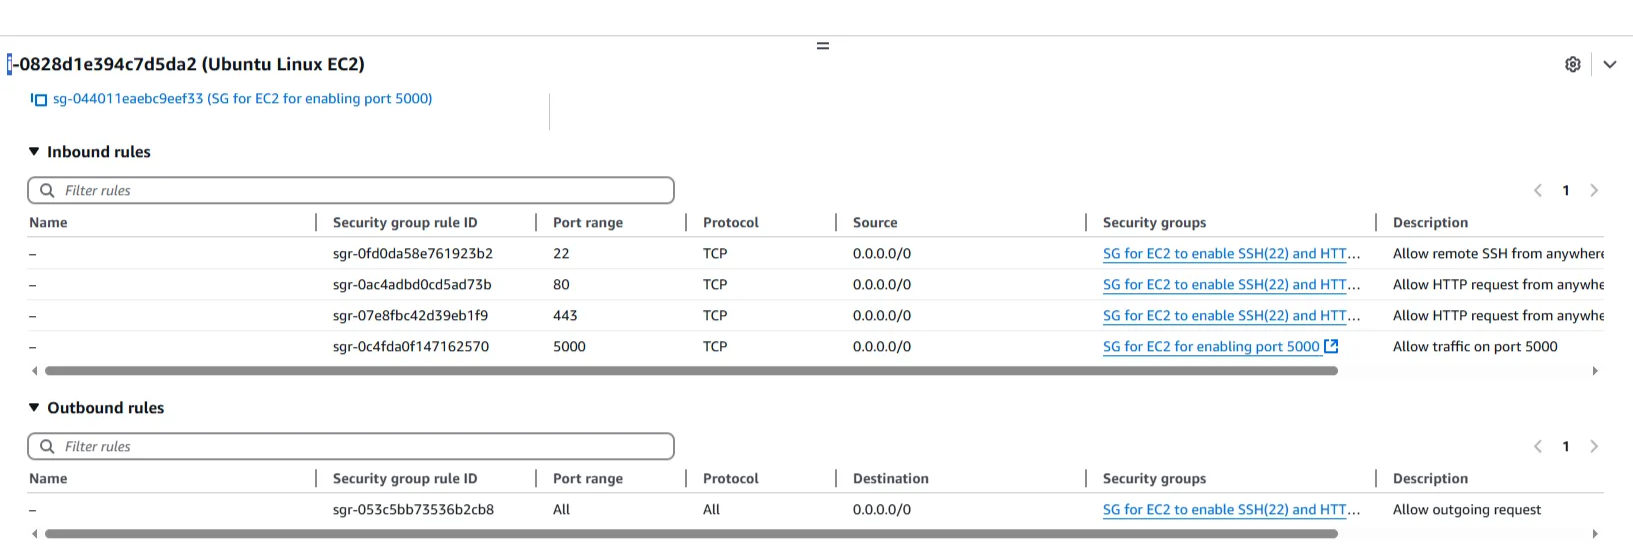 i-0828d1e394c7d5da2 (Ubuntu Linux EC2)
sg-044011eaebc9eef33 (SG for EC2 for enabling port 5000)
Inbound rules
Filter rules
1
Name Security group rule ID Port range Protocol Source Security groups Description
– sgr-0fd0da58e761923b2 22 TCP 0.0.0.0/0 SG for EC2 to enable SSH(22) and HTT… Allow remote SSH from anywhere
– sgr-0ac4adbd0cd5ad73b 80 TCP 0.0.0.0/0 SG for EC2 to enable SSH(22) and HTT… Allow HTTP request from anywhe
– sgr-07e8fbc42d39eb1f9 443 TCP 0.0.0.0/0 SG for EC2 to enable SSH(22) and HTT… Allow HTTP request from anywhe
– sgr-0c4fda0f147162570 5000 TCP 0.0.0.0/0 SG for EC2 for enabling port 5000 Allow traffic on port 5000
Outbound rules
Filter rules
1
Name Security group rule ID Port range Protocol Destination Security groups Description
– sgr-053c5bb73536b2cb8 All All 0.0.0.0/0 SG for EC2 to enable SSH(22) and HTT… Allow outgoing request